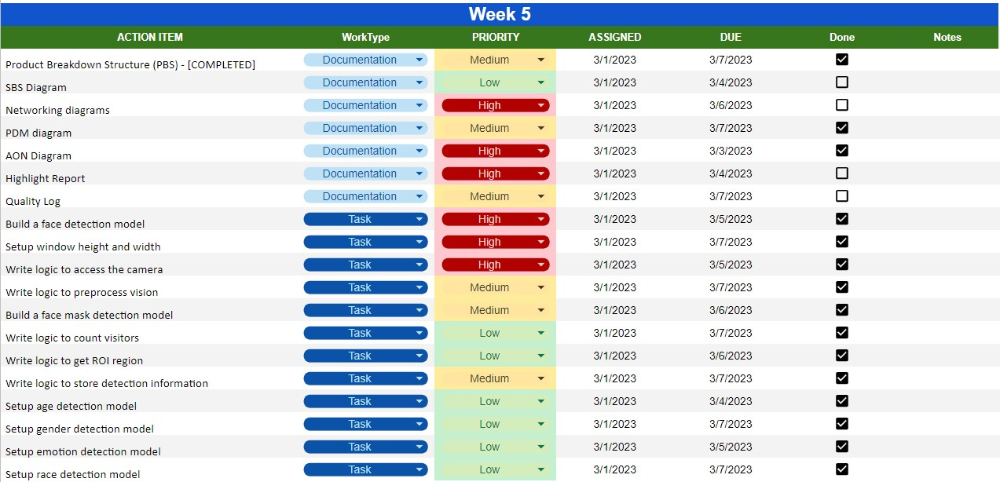 Week 5
ACTION ITEM WorkType PRIORITY ASSIGNED DUE Done Notes
Product Breakdown Structure (PBS) - [COMPLETED] Documentation Medium 3/1/2023 3/7/2023
SBS Diagram Documentation Low 3/1/2023 3/4/2023
Networking diagrams Documentation High 3/1/2023 3/6/2023
PDM diagram Documentation Medium 3/1/2023 3/7/2023
AON Diagram Documentation High 3/1/2023 3/3/2023
Highlight Report Documentation High 3/1/2023 3/4/2023
Quality Log Documentation Medium 3/1/2023 3/7/2023
Build a face detection model Task High 3/1/2023 3/5/2023
Setup window height and width Task High 3/1/2023 3/7/2023
Write logic to access the camera Task High 3/1/2023 3/5/2023
Write logic to preprocess vision Task Medium 3/1/2023 3/7/2023
Build a face mask detection model Task Medium 3/1/2023 3/6/2023
Write logic to count visitors Task Low 3/1/2023 3/7/2023
Write logic to get ROI region Task Low 3/1/2023 3/6/2023
Write logic to store detection information Task Medium 3/1/2023 3/7/2023
Setup age detection model Task Low 3/1/2023 3/4/2023
Setup gender detection model Task Low 3/1/2023 3/7/2023
Setup emotion detection model Task Low 3/1/2023 3/5/2023
Setup race detection model Task Low 3/1/2023 3/7/2023